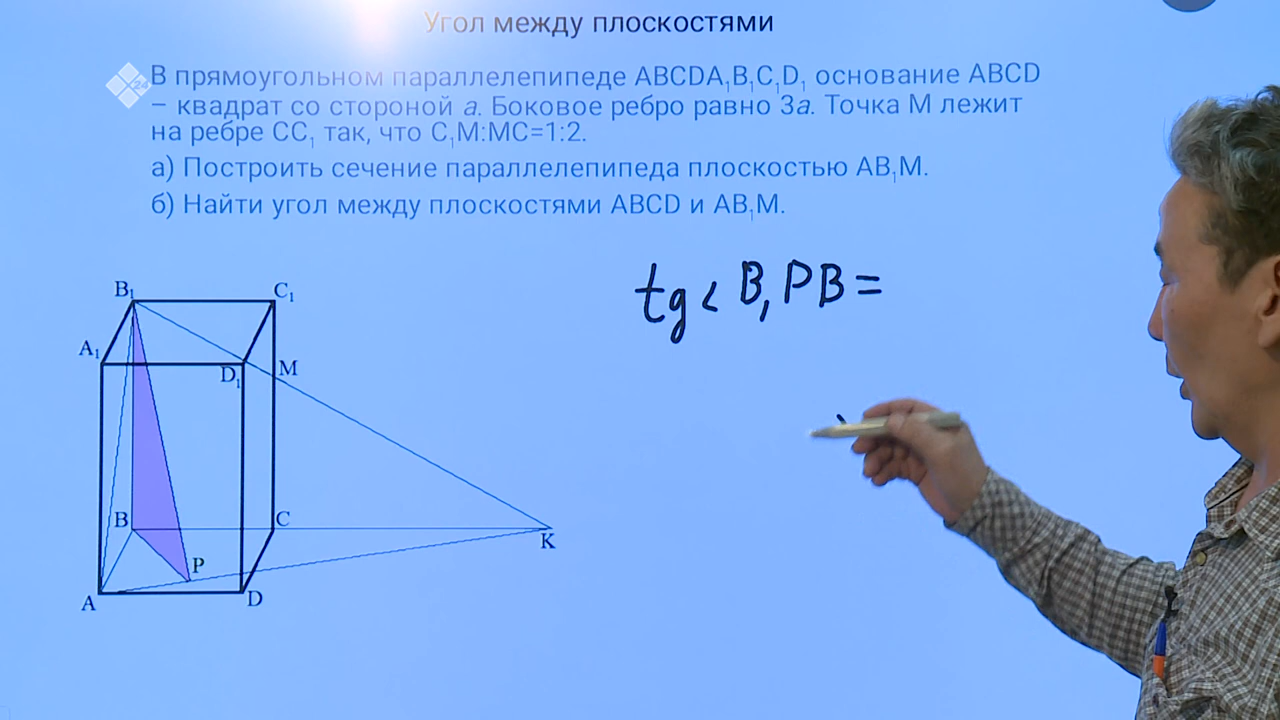 Угол между плоскостями
24
В прямоугольном параллелепипеде ABCDA₁B₁C₁D₁ основание ABCD
– квадрат со стороной a. Боковое ребро равно 3a. Точка M лежит
на ребре CC₁ так, что C₁M:MC=1:2.
а) Построить сечение параллелепипеда плоскостью AB₁M.
б) Найти угол между плоскостями ABCD и AB₁M.
tg < B₁PB =
B₁
C₁
A₁
D₁
M
B
C
K
P
A
D